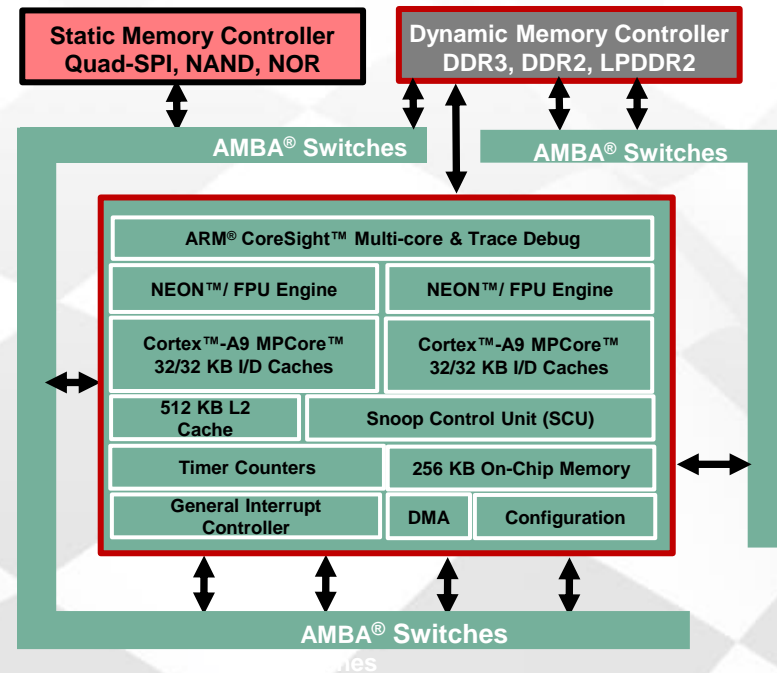 Static Memory Controller
Quad-SPI, NAND, NOR
Dynamic Memory Controller
DDR3, DDR2, LPDDR2
AMBA® Switches
AMBA® Switches
ARM® CoreSight™ Multi-core & Trace Debug
NEON™/ FPU Engine
NEON™/ FPU Engine
Cortex™-A9 MPCore™
32/32 KB I/D Caches
Cortex™-A9 MPCore™
32/32 KB I/D Caches
512 KB L2
Cache
Snoop Control Unit (SCU)
Timer Counters
256 KB On-Chip Memory
General Interrupt
Controller
DMA
Configuration
AMBA® Switches